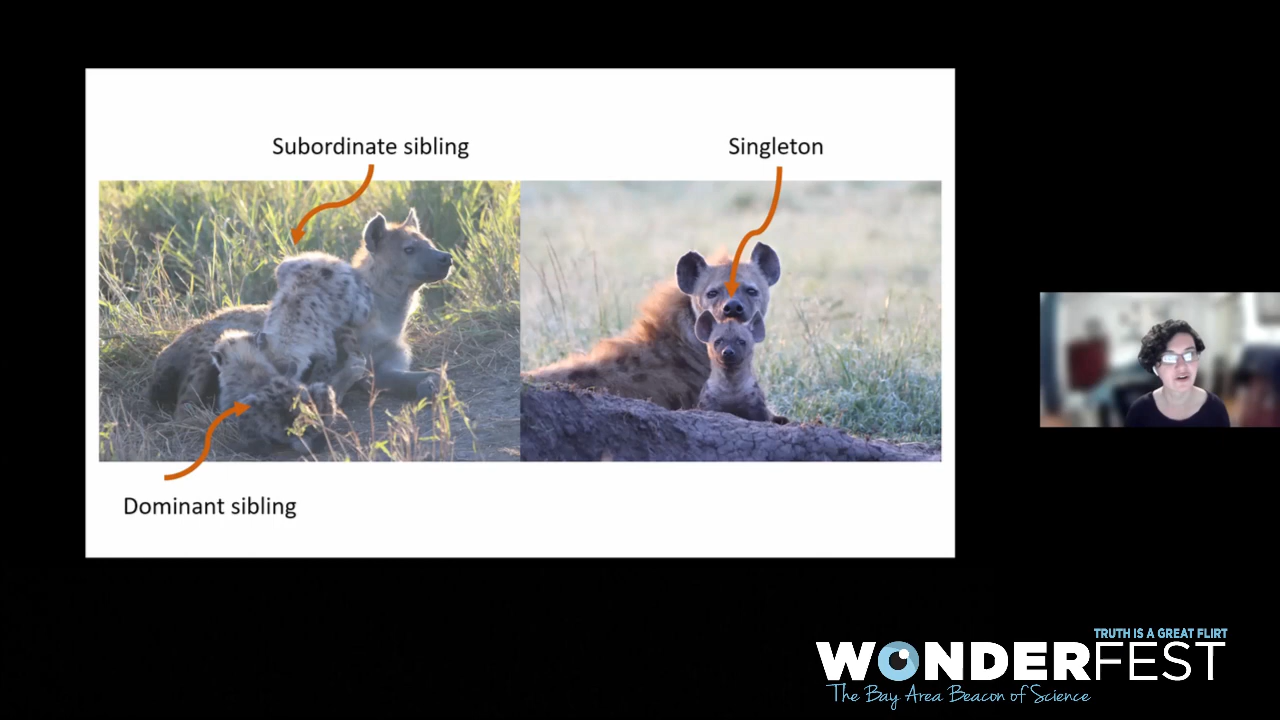 Subordinate sibling
Singleton
Dominant sibling
TRUTH IS A GREAT FLIRT
WONDERFEST
The Bay Area Beacon of Science